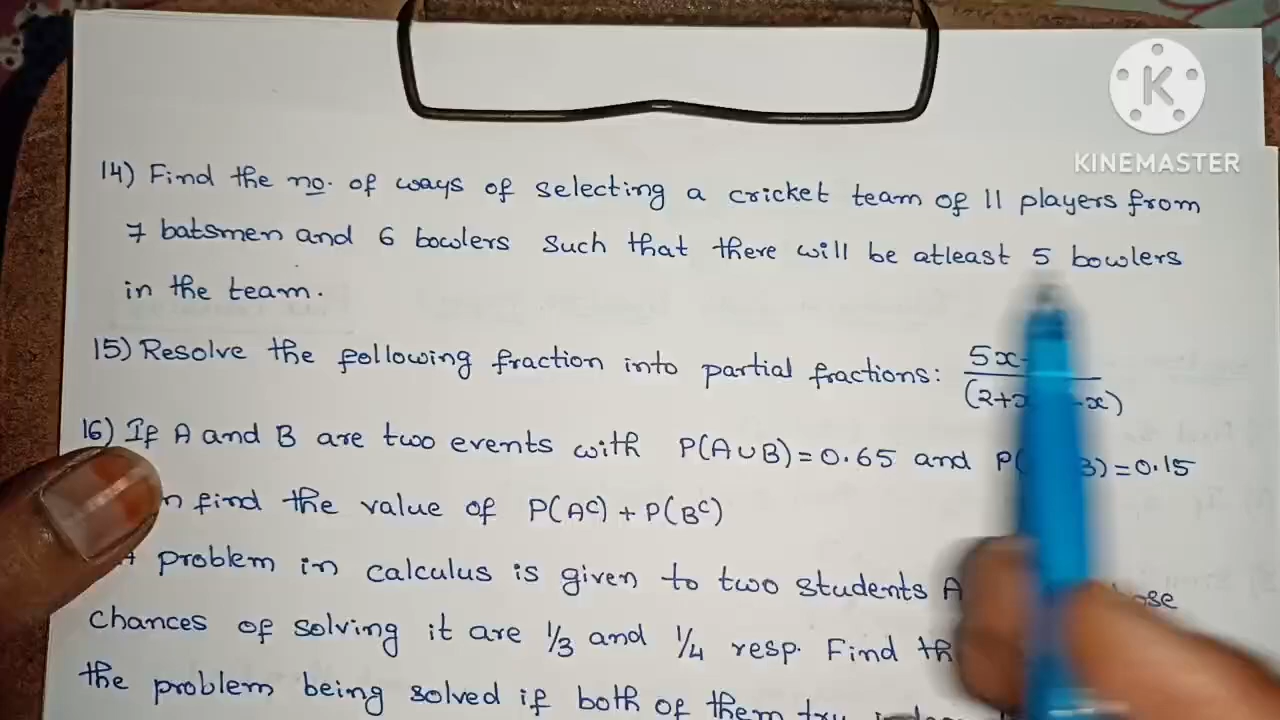 KINEMASTER
14) Find the no. of ways of selecting a cricket team of 11 players from
7 batsmen and 6 bowlers such that there will be atleast 5 bowlers
in the team.
15) Resolve the following fraction into partial fractions: 5x
(2+x
-x)
16) If A and B are two events with P(A∪B)=0.65 and P( B)=0.15
find the value of P(Aᶜ) + P(Bᶜ)
problem in calculus is given to two students A
chances of solving it are 1/3 and 1/4 resp. Find
the problem being solved if both of them try